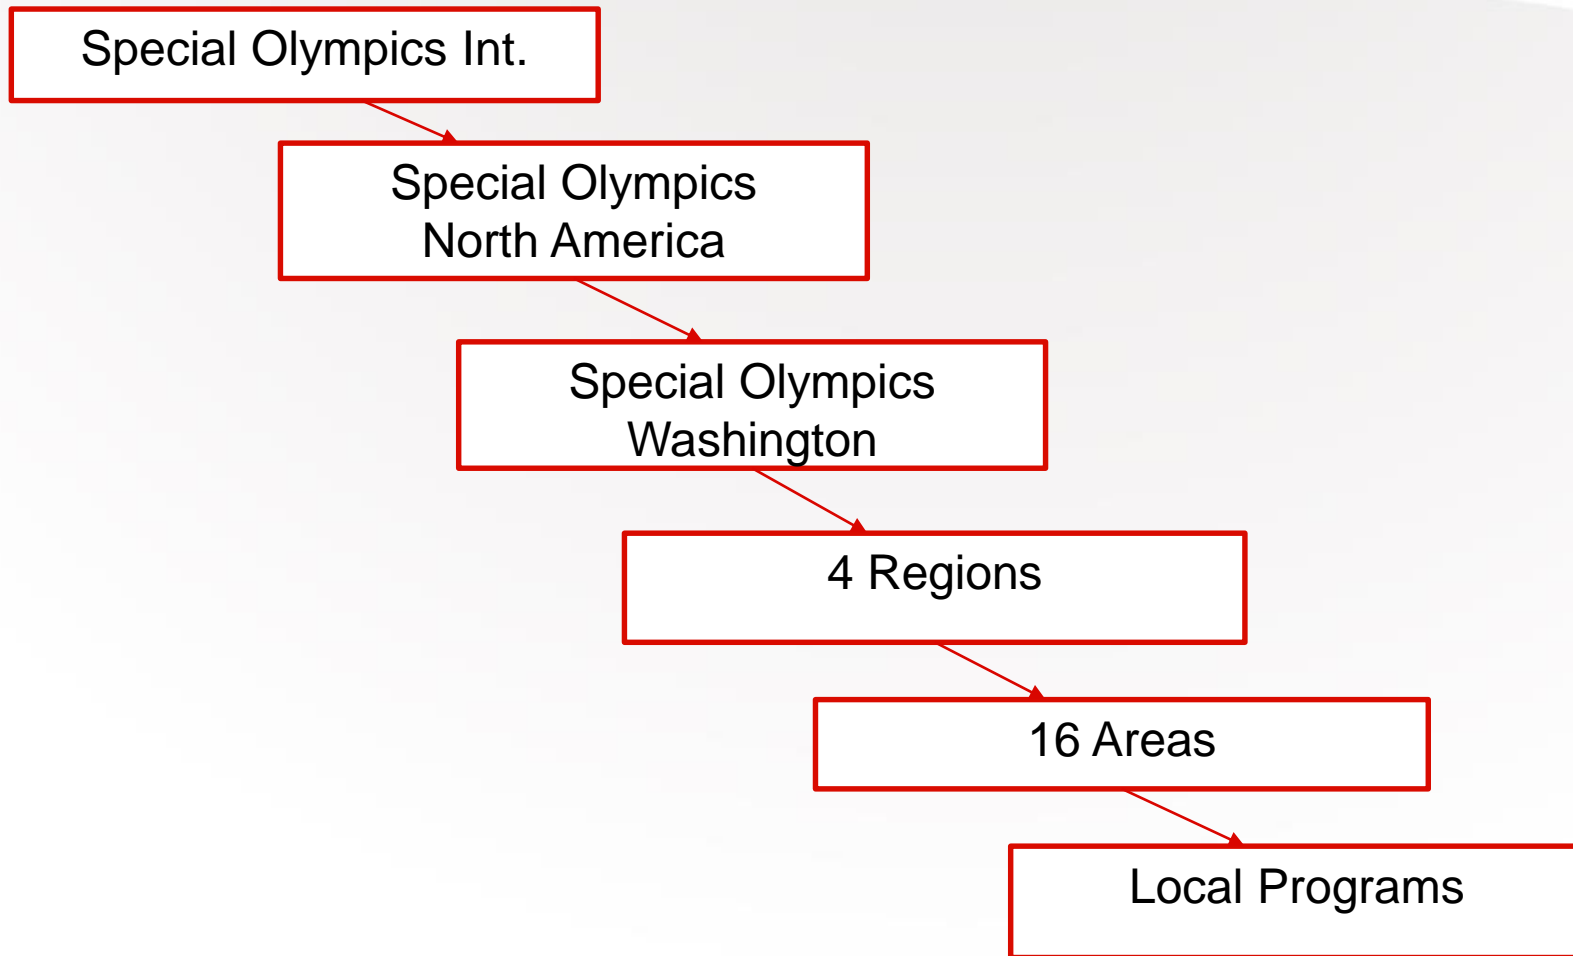 Special Olympics Int.
Special Olympics
North America
Special Olympics
Washington
4 Regions
16 Areas
Local Programs